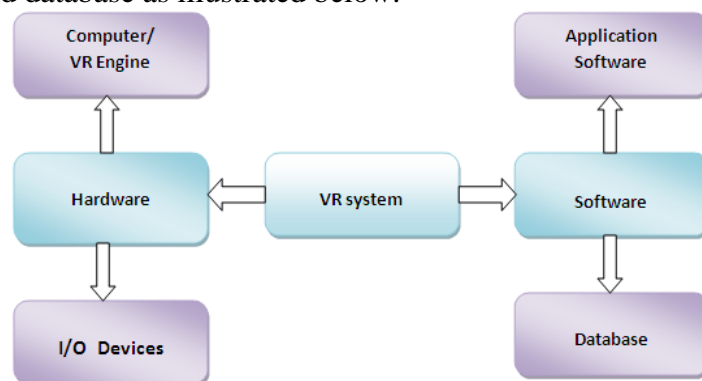 d database as illustrated below:
Computer/
VR Engine
Application
Software
Hardware
VR system
Software
I/O Devices
Database